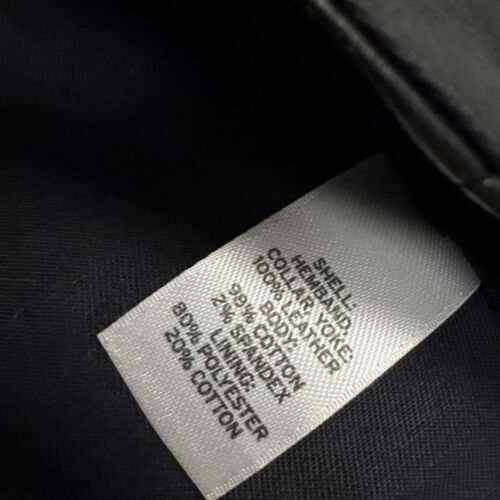 SHELL:
HEMBAND,
COLLAR, YOKE:
100% LEATHER
BODY:
98% COTTON
2% SPANDEX
LINING:
80% POLYESTER
20% COTTON